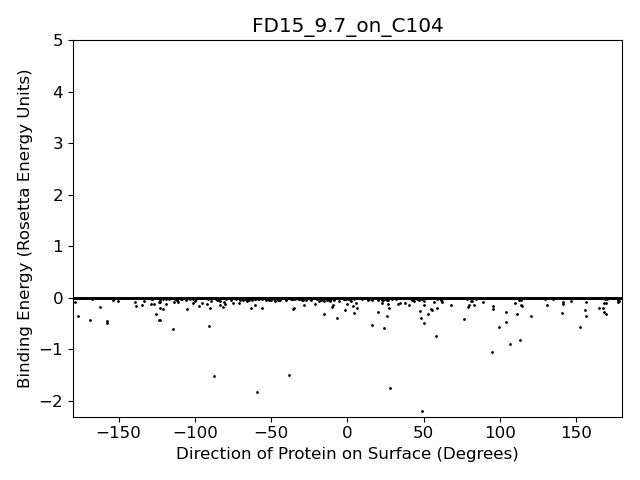 FD15_9.7_on_C104
Binding Energy (Rosetta Energy Units)
5
4
3
2
1
0
−1
−2
−150 −100 −50 0 50 100 150
Direction of Protein on Surface (Degrees)